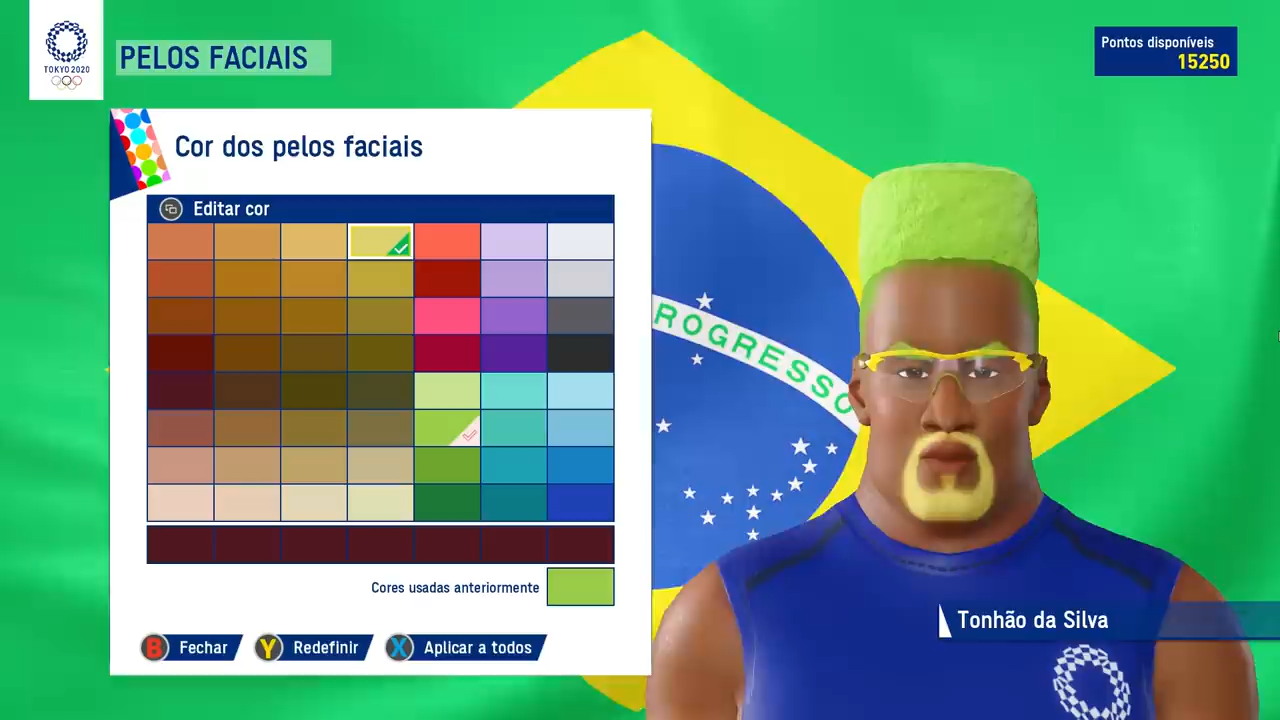 TOKYO 2020
PELOS FACIAIS
Pontos disponíveis
15250
Cor dos pelos faciais
Editar cor
ROGRESSO
Cores usadas anteriormente
B Fechar
Y Redefinir
X Aplicar a todos
Tonhão da Silva